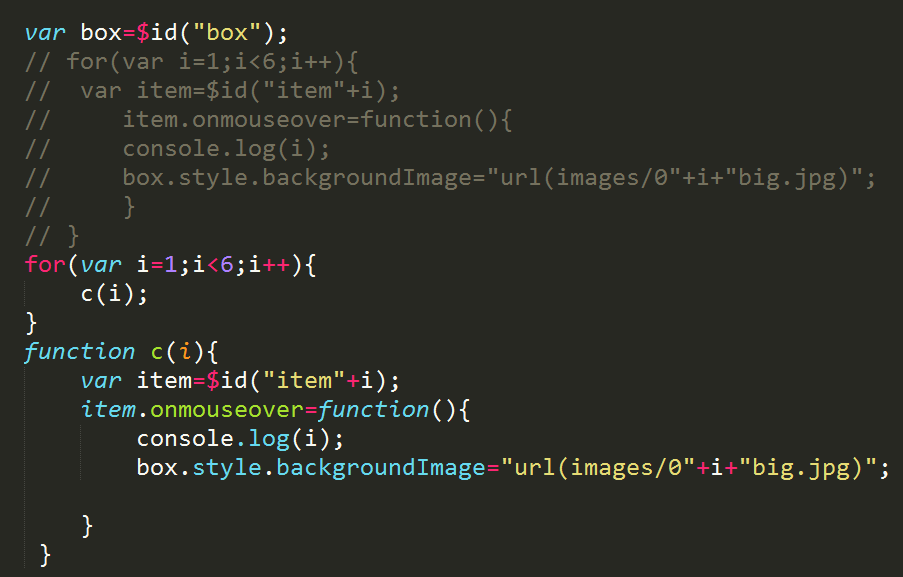 var box=$id("box");
// for(var i=1;i<6;i++){
//  var item=$id("item"+i);
//     item.onmouseover=function(){
//     console.log(i);
//     box.style.backgroundImage="url(images/0"+i+"big.jpg)";
//     }
// }
for(var i=1;i<6;i++){
    c(i);
}
function c(i){
    var item=$id("item"+i);
    item.onmouseover=function(){
        console.log(i);
        box.style.backgroundImage="url(images/0"+i+"big.jpg)";
    }
 }